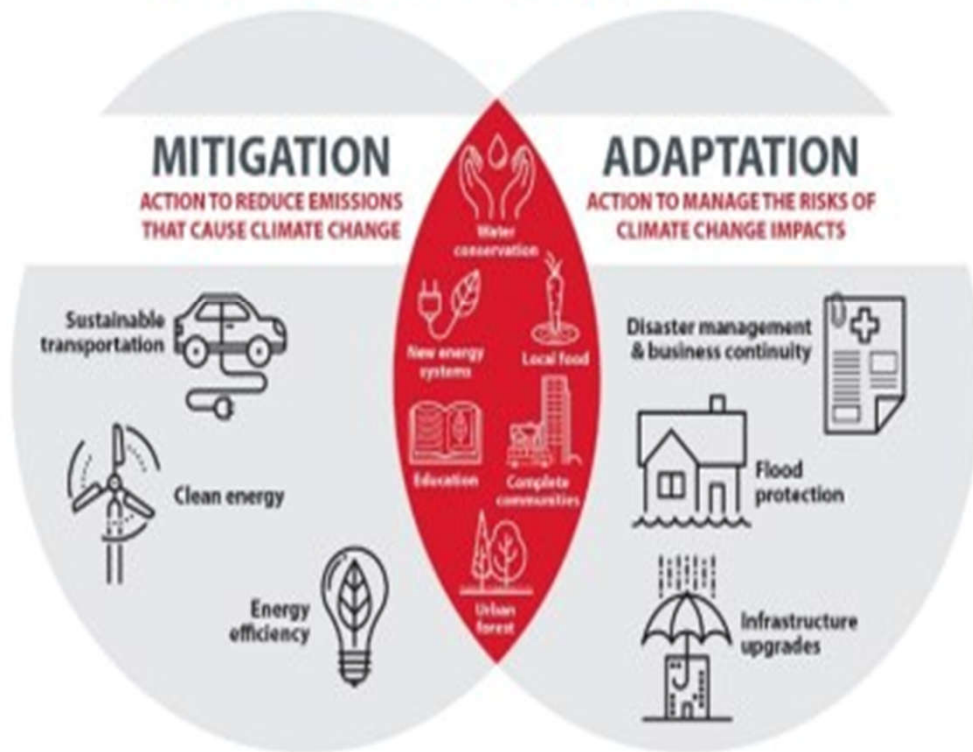 MITIGATION
ACTION TO REDUCE EMISSIONS
THAT CAUSE CLIMATE CHANGE
Sustainable
transportation
Clean energy
Energy
efficiency
Water
conservation
New energy
systems
Local food
Education
Complete
communities
Urban
forest
ADAPTATION
ACTION TO MANAGE THE RISKS OF
CLIMATE CHANGE IMPACTS
Disaster management
& business continuity
Flood
protection
Infrastructure
upgrades